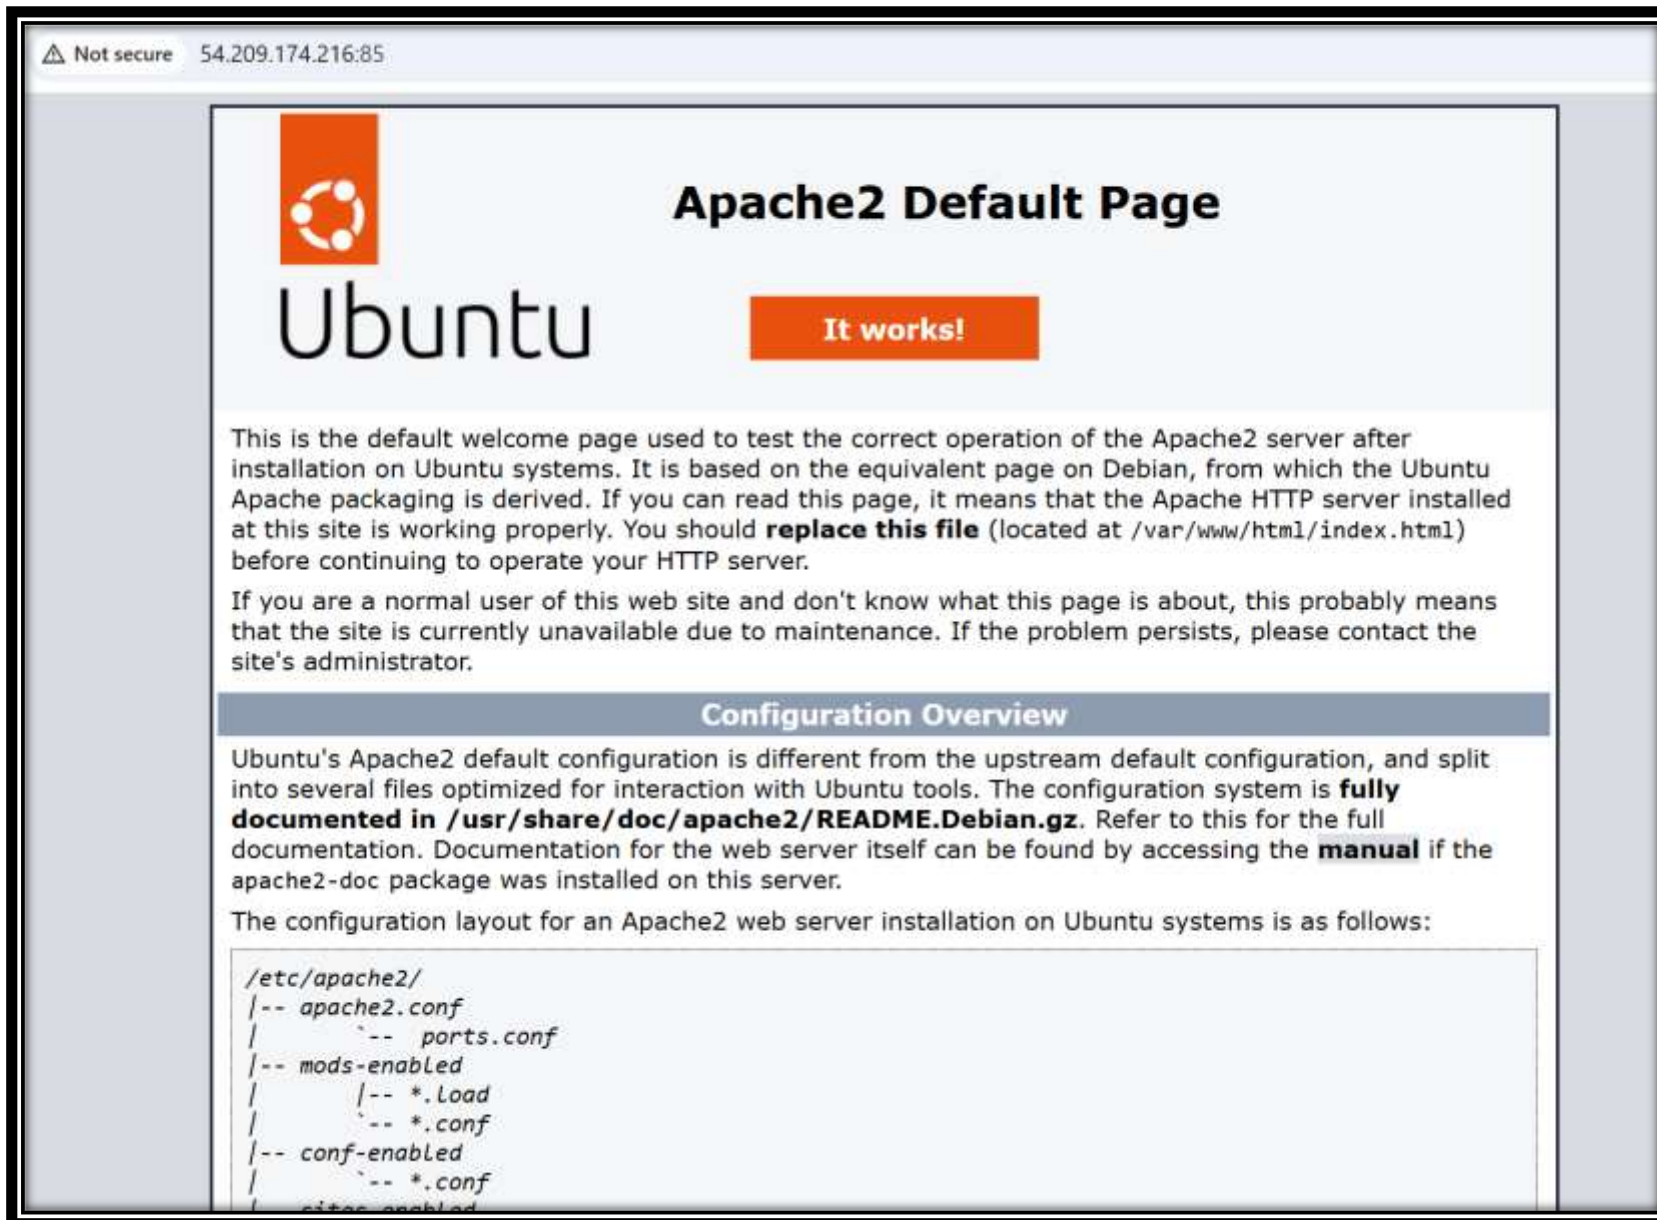 Not secure 54.209.174.216:85
Apache2 Default Page
Ubuntu
It works!
This is the default welcome page used to test the correct operation of the Apache2 server after
installation on Ubuntu systems. It is based on the equivalent page on Debian, from which the Ubuntu
Apache packaging is derived. If you can read this page, it means that the Apache HTTP server installed
at this site is working properly. You should replace this file (located at /var/www/html/index.html)
before continuing to operate your HTTP server.
If you are a normal user of this web site and don't know what this page is about, this probably means
that the site is currently unavailable due to maintenance. If the problem persists, please contact the
site's administrator.
Configuration Overview
Ubuntu's Apache2 default configuration is different from the upstream default configuration, and split
into several files optimized for interaction with Ubuntu tools. The configuration system is fully
documented in /usr/share/doc/apache2/README.Debian.gz. Refer to this for the full
documentation. Documentation for the web server itself can be found by accessing the manual if the
apache2-doc package was installed on this server.
The configuration layout for an Apache2 web server installation on Ubuntu systems is as follows:
/etc/apache2/
|-- apache2.conf
|       `--  ports.conf
|-- mods-enabled
|       |-- *.load
|       `-- *.conf
|-- conf-enabled
|       `-- *.conf
|-- sites-enabled